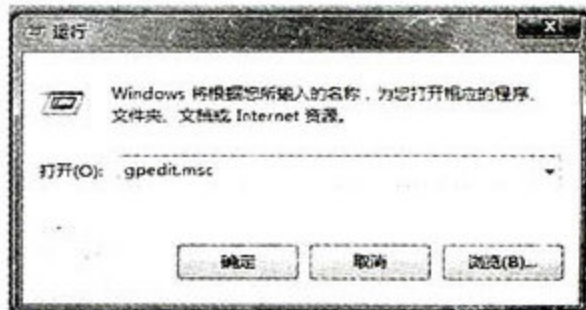 运行
Windows 将根据您所输入的名称，为您打开相应的程序、
文件夹、文档或 Internet 资源。
打开(O): gpedit.msc
确定 取消 浏览(B)...